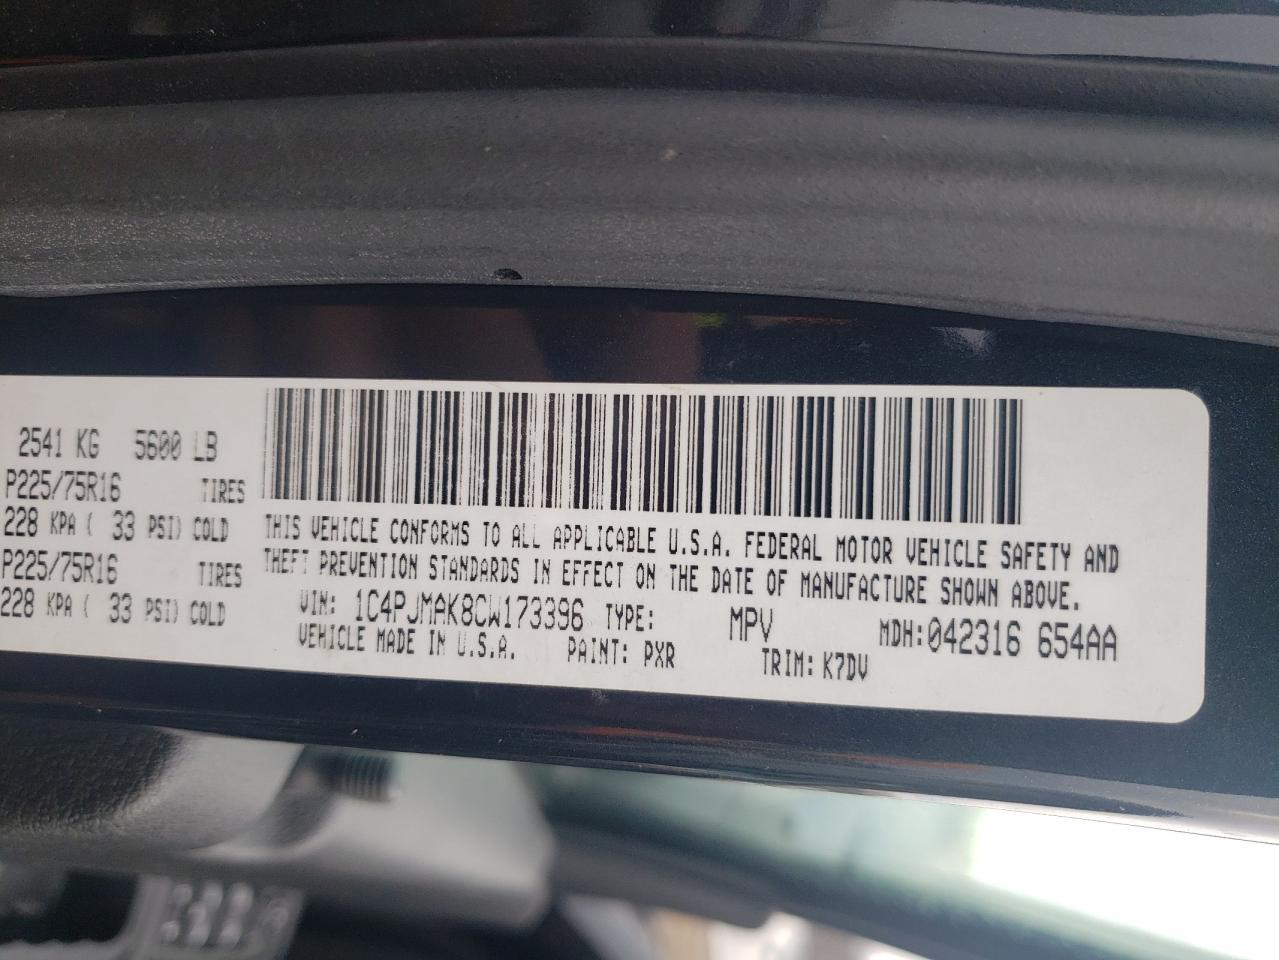 2541 KG 5600 LB
P225/75R16 TIRES
228 KPA ( 33 PSI) COLD
P225/75R16 TIRES
228 KPA ( 33 PSI) COLD
THIS VEHICLE CONFORMS TO ALL APPLICABLE U.S.A. FEDERAL MOTOR VEHICLE SAFETY AND
THEFT PREVENTION STANDARDS IN EFFECT ON THE DATE OF MANUFACTURE SHOWN ABOVE.
VIN: 1C4PJMAK8CW173396 TYPE: MPV MDH:042316 654AA
VEHICLE MADE IN U.S.A. PAINT: PXR TRIM: K7DV